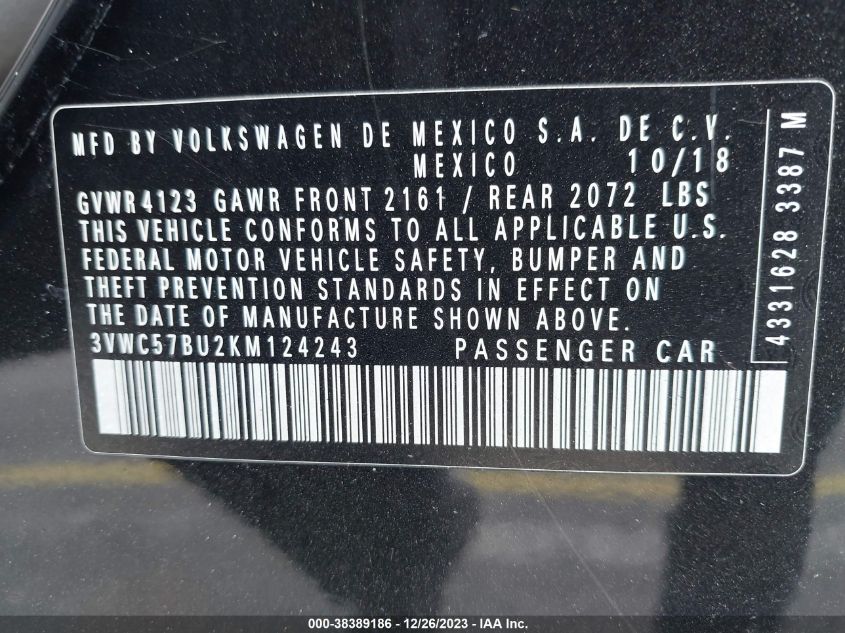 MFD BY VOLKSWAGEN DE MEXICO S.A. DE C.V.
MEXICO 10/18
GVWR 4123 GAWR FRONT 2161 / REAR 2072 LBS
THIS VEHICLE CONFORMS TO ALL APPLICABLE U.S.
FEDERAL MOTOR VEHICLE SAFETY, BUMPER AND
THEFT PREVENTION STANDARDS IN EFFECT ON
THE DATE OF MANUFACTURE SHOWN ABOVE.
3VWC57BU2KM124243 PASSENGER CAR
4331628 3387 M
000-38389186 - 12/26/2023 - IAA Inc.